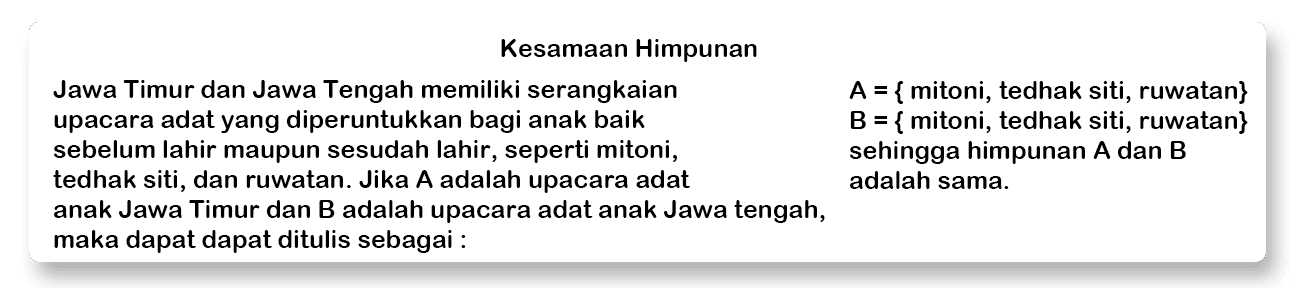 Kesamaan Himpunan
Jawa Timur dan Jawa Tengah memiliki serangkaian
upacara adat yang diperuntukkan bagi anak baik
sebelum lahir maupun sesudah lahir, seperti mitoni,
tedhak siti, dan ruwatan. Jika A adalah upacara adat
anak Jawa Timur dan B adalah upacara adat anak Jawa tengah,
maka dapat dapat ditulis sebagai :
A = { mitoni, tedhak siti, ruwatan}
B = { mitoni, tedhak siti, ruwatan}
sehingga himpunan A dan B
adalah sama.